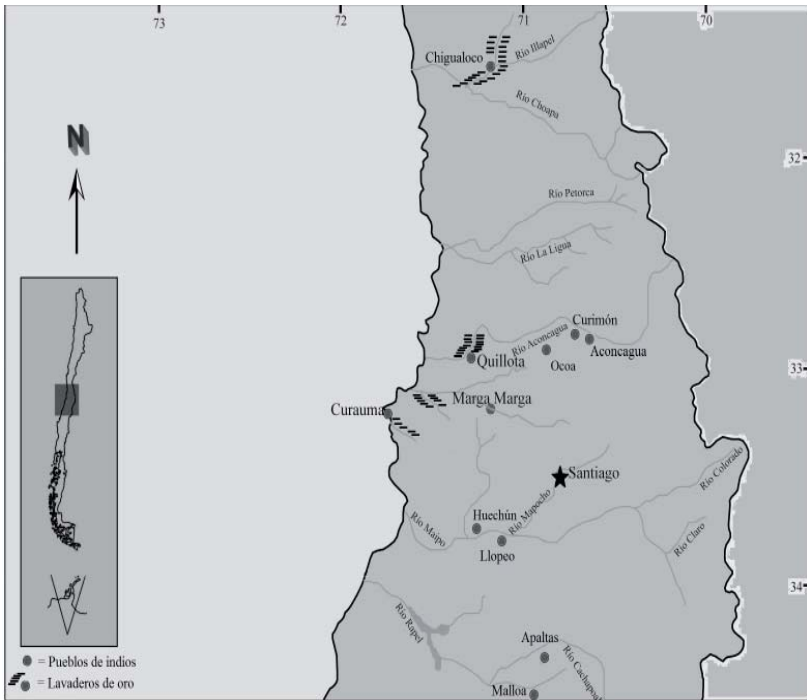 73
72
71
70
Chigualoco
Río Illapel
Río Choapa
N
32
Río Petorca
Río La Ligua
Curimón
Río Aconcagua
Aconcagua
Quillota
Ocoa
33
Marga Marga
Curauma
Santiago
Río Colorado
Huechún
Río Mapocho
Río Maipo
Llopeo
Río Claro
34
Río Rapel
Apaltas
Río Cachapoal
= Pueblos de indios
= Lavaderos de oro
Malloa